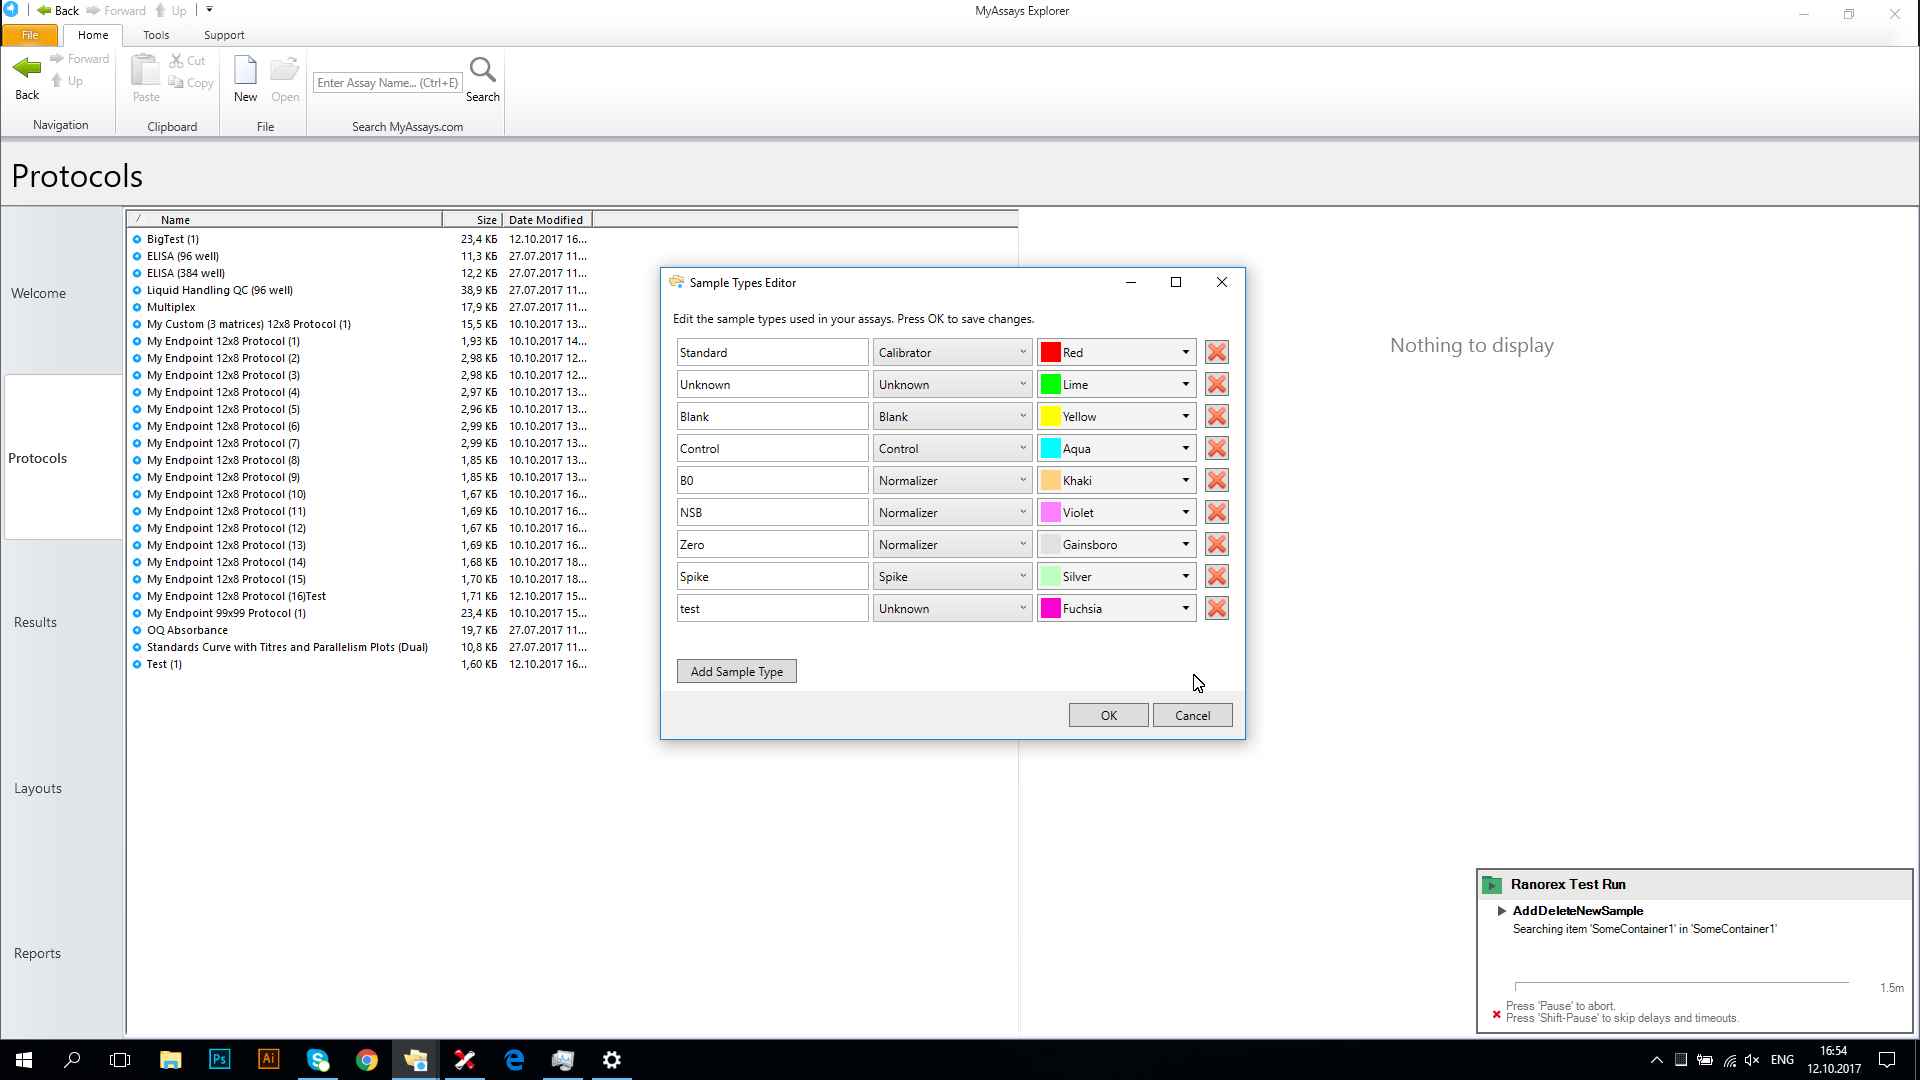 Back Forward Up
MyAssays Explorer
File Home Tools Support
Back
Forward
Up
Navigation
Paste
Cut
Copy
Clipboard
New
Open
File
Enter Assay Name... (Ctrl+E)
Search
Search MyAssays.com
Protocols
Welcome
Protocols
Results
Layouts
Reports
Name Size Date Modified
BigTest (1) 23,4 КБ 12.10.2017 16...
ELISA (96 well) 11,3 КБ 27.07.2017 11...
ELISA (384 well) 12,2 КБ 27.07.2017 11...
Liquid Handling QC (96 well) 38,9 КБ 27.07.2017 11...
Multiplex 17,9 КБ 27.07.2017 11...
My Custom (3 matrices) 12x8 Protocol (1) 15,5 КБ 10.10.2017 13...
My Endpoint 12x8 Protocol (1) 1,93 КБ 10.10.2017 14...
My Endpoint 12x8 Protocol (2) 2,98 КБ 10.10.2017 12...
My Endpoint 12x8 Protocol (3) 2,98 КБ 10.10.2017 12...
My Endpoint 12x8 Protocol (4) 2,97 КБ 10.10.2017 13...
My Endpoint 12x8 Protocol (5) 2,96 КБ 10.10.2017 13...
My Endpoint 12x8 Protocol (6) 2,99 КБ 10.10.2017 13...
My Endpoint 12x8 Protocol (7) 2,99 КБ 10.10.2017 13...
My Endpoint 12x8 Protocol (8) 1,85 КБ 10.10.2017 13...
My Endpoint 12x8 Protocol (9) 1,85 КБ 10.10.2017 13...
My Endpoint 12x8 Protocol (10) 1,67 КБ 10.10.2017 16...
My Endpoint 12x8 Protocol (11) 1,69 КБ 10.10.2017 16...
My Endpoint 12x8 Protocol (12) 1,67 КБ 10.10.2017 16...
My Endpoint 12x8 Protocol (13) 1,69 КБ 10.10.2017 16...
My Endpoint 12x8 Protocol (14) 1,68 КБ 10.10.2017 18...
My Endpoint 12x8 Protocol (15) 1,70 КБ 10.10.2017 18...
My Endpoint 12x8 Protocol (16)Test 1,71 КБ 12.10.2017 15...
My Endpoint 99x99 Protocol (1) 23,4 КБ 10.10.2017 15...
OQ Absorbance 19,7 КБ 27.07.2017 11...
Standards Curve with Titres and Parallelism Plots (Dual) 10,8 КБ 27.07.2017 11...
Test (1) 1,60 КБ 12.10.2017 16...
Nothing to display
Sample Types Editor
Edit the sample types used in your assays. Press OK to save changes.
Standard Calibrator Red
Unknown Unknown Lime
Blank Blank Yellow
Control Control Aqua
B0 Normalizer Khaki
NSB Normalizer Violet
Zero Normalizer Gainsboro
Spike Spike Silver
test Unknown Fuchsia
Add Sample Type
OK Cancel
Ranorex Test Run
AddDeleteNewSample
Searching item 'SomeContainer1' in 'SomeContainer1'
1.5m
Press 'Pause' to abort.
Press 'Shift-Pause' to skip delays and timeouts.
Ps
Ai
ENG
16:54
12.10.2017